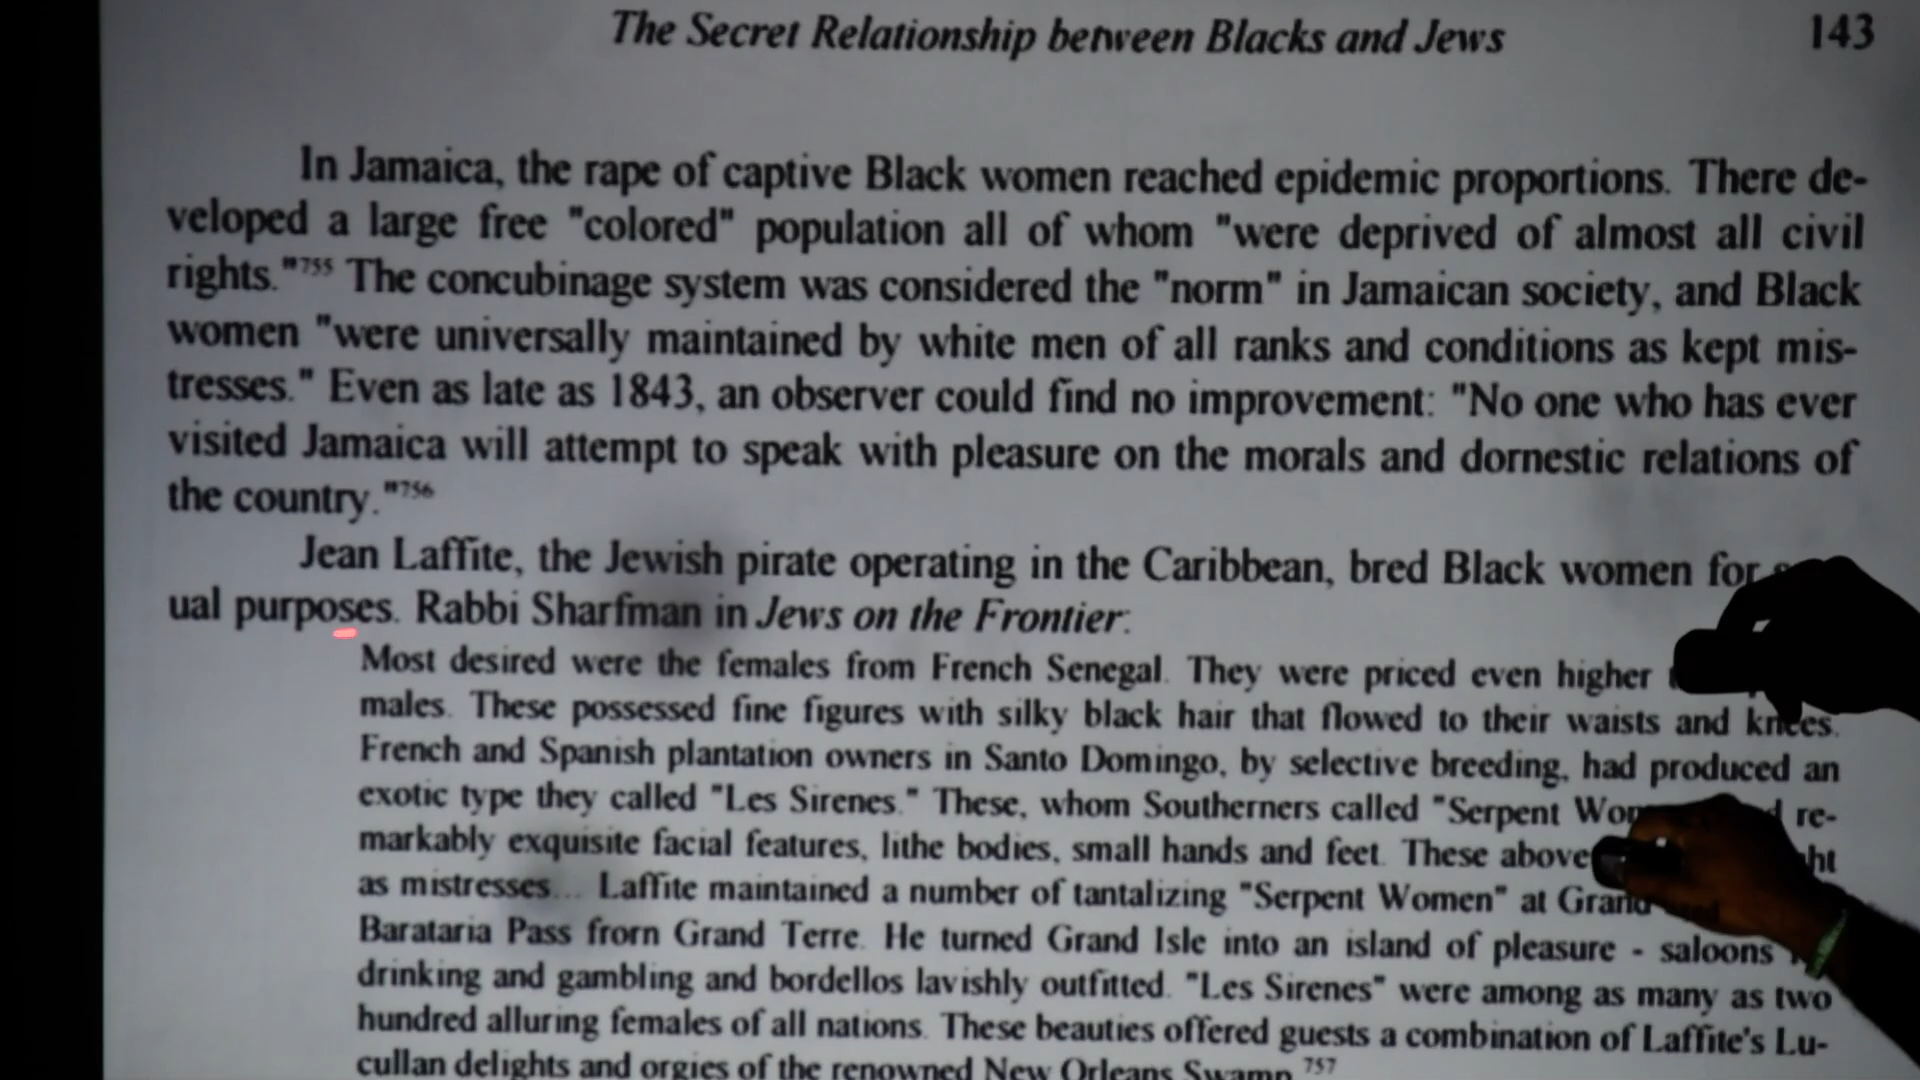 The Secret Relationship between Blacks and Jews 143
In Jamaica, the rape of captive Black women reached epidemic proportions. There de-
veloped a large free "colored" population all of whom "were deprived of almost all civil
rights."755 The concubinage system was considered the "norm" in Jamaican society, and Black
women "were universally maintained by white men of all ranks and conditions as kept mis-
tresses." Even as late as 1843, an observer could find no improvement: "No one who has ever
visited Jamaica will attempt to speak with pleasure on the morals and dornestic relations of
the country."756
Jean Laffite, the Jewish pirate operating in the Caribbean, bred Black women for
ual purposes. Rabbi Sharfman in Jews on the Frontier:
Most desired were the females from French Senegal. They were priced even higher
males. These possessed fine figures with silky black hair that flowed to their waists and knees.
French and Spanish plantation owners in Santo Domingo, by selective breeding, had produced an
exotic type they called "Les Sirenes." These, whom Southerners called "Serpent re-
markably exquisite facial features, lithe bodies, small hands and feet. These above
as mistresses... Laffite maintained a number of tantalizing "Serpent Women" at Grand
Barataria Pass frorn Grand Terre. He turned Grand Isle into an island of pleasure - saloons
drinking and gambling and bordellos lavishly outfitted. "Les Sirenes" were among as many as two
hundred alluring females of all nations. These beauties offered guests a combination of Laffite's Lu-
cullan delights and orgies of the renowned New Orleans Swamp.757